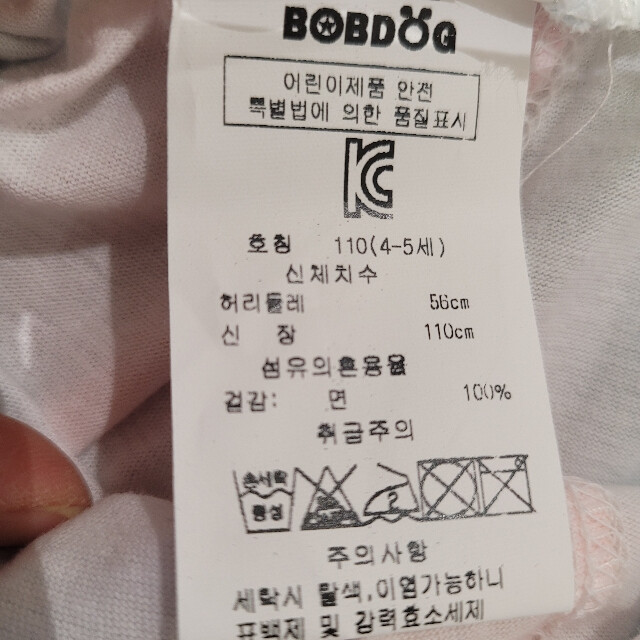 BOBDOG
어린이제품 안전
특별법에 의한 품질표시
KC
호칭 110(4-5세)
신체치수
허리둘레 56cm
신 장 110cm
섬유의혼용율
겉감: 면 100%
취급주의
손세탁
중성
2
주의사항
세탁시 탈색,이염가능하니
표백제 및 강력효소세제